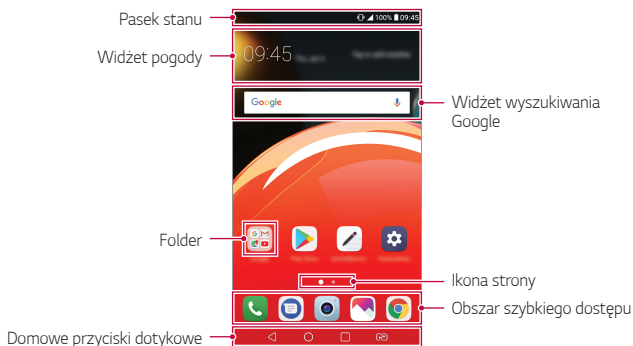 Pasek stanu
100% 09:45
Widżet pogody
09:45
Google
Widżet wyszukiwania
Google
Folder
Ikona strony
Obszar szybkiego dostępu
Domowe przyciski dotykowe